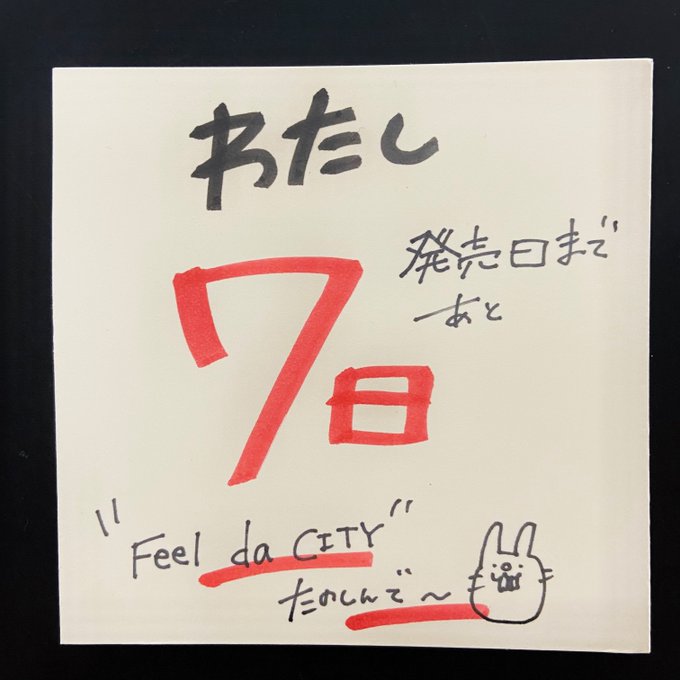 わたし
発売日まで
あと
7日
"Feel da CITY"
たのしんで〜